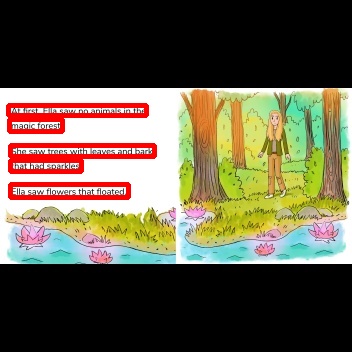 At first, Ella saw no animals in the
magic forest.
She saw trees with leaves and bark
that had sparkles.
Ella saw flowers that floated.